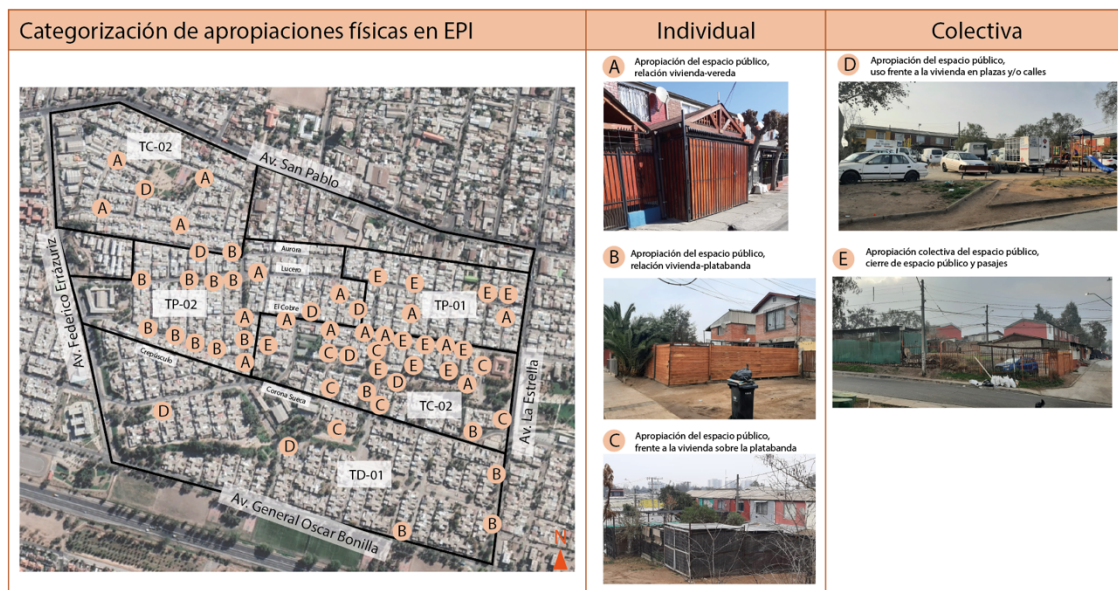 Categorización de apropiaciones físicas en EPI
Individual
Colectiva
TC-02
Av. San Pablo
A
A
D
A
A
Av. Federico Errázuriz
D
B
Aurora
Lucero
B
B
B
B
A
TP-02
E
E
A
E
E
TP-01
D
D
A
A
El Cobre
A
A
B
B
B
B
B
B
E
A
A
A
A
E
E
A
E
C
D
C
E
E
E
C
Crepúsculo
C
B
D
A
C
TC-02
Corona Sueca
D
C
D
B
C
Av. La Estrella
TD-01
B
B
B
Av. General Oscar Bonilla
N
A
Apropiación del espacio público,
relación vivienda-vereda
B
Apropiación del espacio público,
relación vivienda-platabanda
C
Apropiación del espacio público,
frente a la vivienda sobre la platabanda
D
Apropiación del espacio público,
uso frente a la vivienda en plazas y/o calles
E
Apropiación colectiva del espacio público,
cierre de espacio público y pasajes